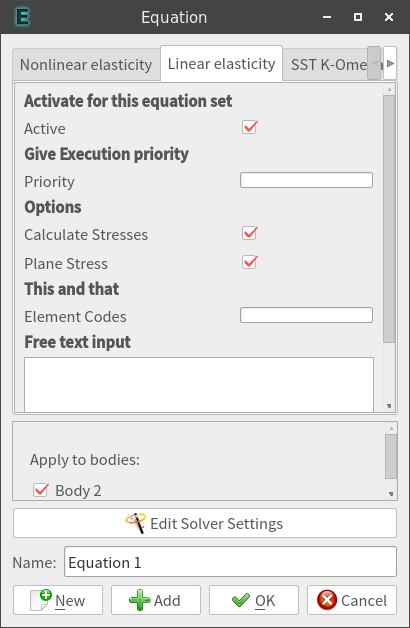 Equation
Nonlinear elasticity Linear elasticity SST K-Ome
Activate for this equation set
Active
Give Execution priority
Priority
Options
Calculate Stresses
Plane Stress
This and that
Element Codes
Free text input
Apply to bodies:
Body 2
Edit Solver Settings
Name: Equation 1
New Add OK Cancel